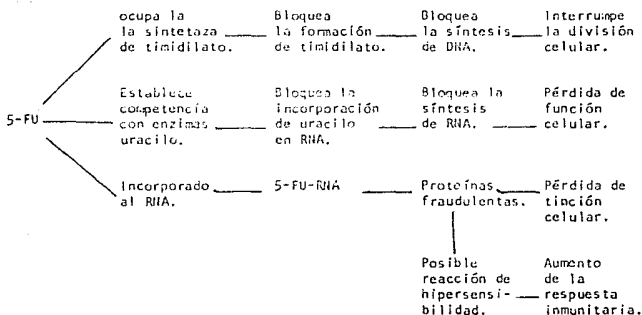 ocupa la
la sintetaza
de timidilato.
Bloquea
la formación
de timidilato.
Bloquea
la síntesis
de DNA.
Interrumpe
la división
celular.
5-FU
Establece
competencia
con enzimas
uracilo.
Bloquea la
incorporación
de uracilo
en RNA.
Bloquea la
síntesis
de RNA.
Pérdida de
función
celular.
Incorporado
al RNA.
5-FU-RNA
Proteínas
fraudulentas.
Pérdida de
tinción
celular.
Posible
reacción de
hipersensi-
bilidad.
Aumento
de la
respuesta
inmunitaria.